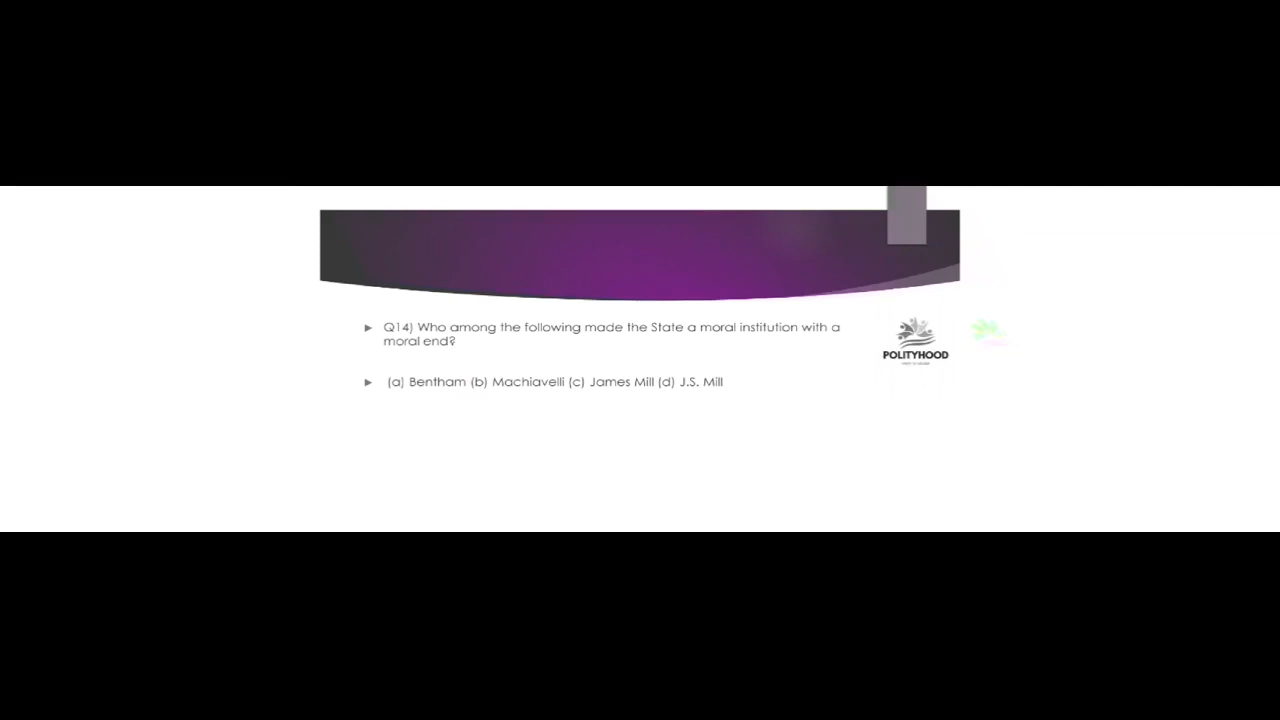 Q14) Who among the following made the State a moral institution with a
moral end?
(a) Bentham (b) Machiavelli (c) James Mill (d) J.S. Mill
POLITYHOOD